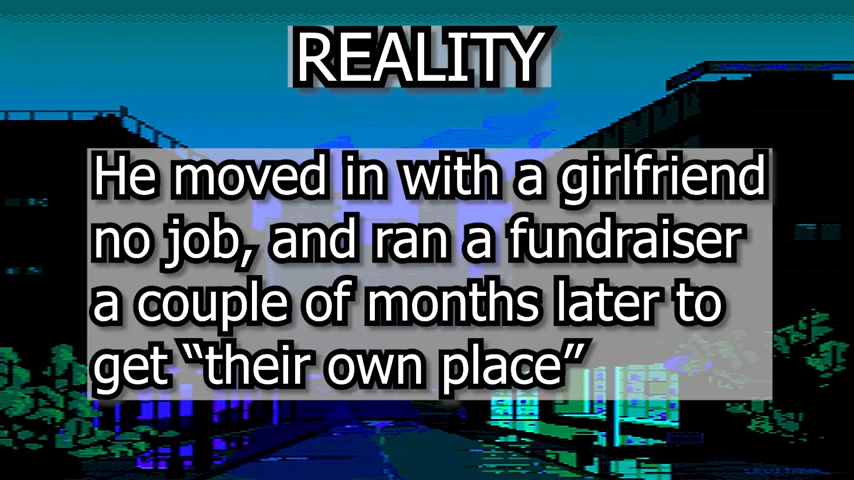 REALITY
He moved in with a girlfriend
no job, and ran a fundraiser
a couple of months later to
get “their own place”